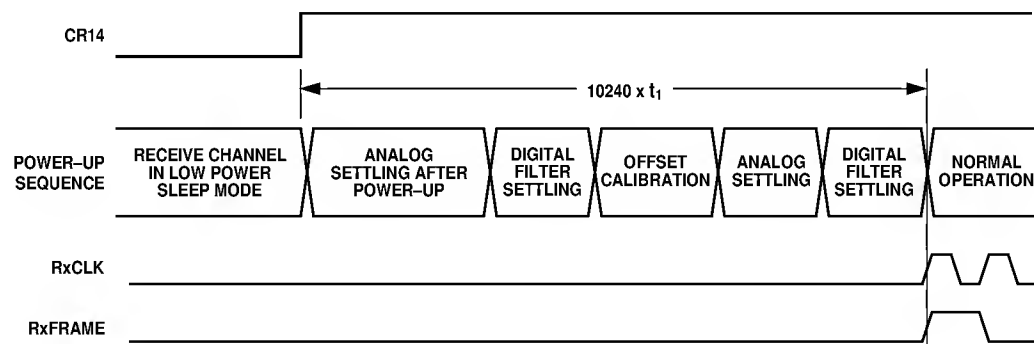 CR14
10240 x t1
POWER–UP
SEQUENCE
RECEIVE CHANNEL
IN LOW POWER
SLEEP MODE
ANALOG
SETTLING AFTER
POWER–UP
DIGITAL
FILTER
SETTLING
OFFSET
CALIBRATION
ANALOG
SETTLING
DIGITAL
FILTER
SETTLING
NORMAL
OPERATION
RxCLK
RxFRAME